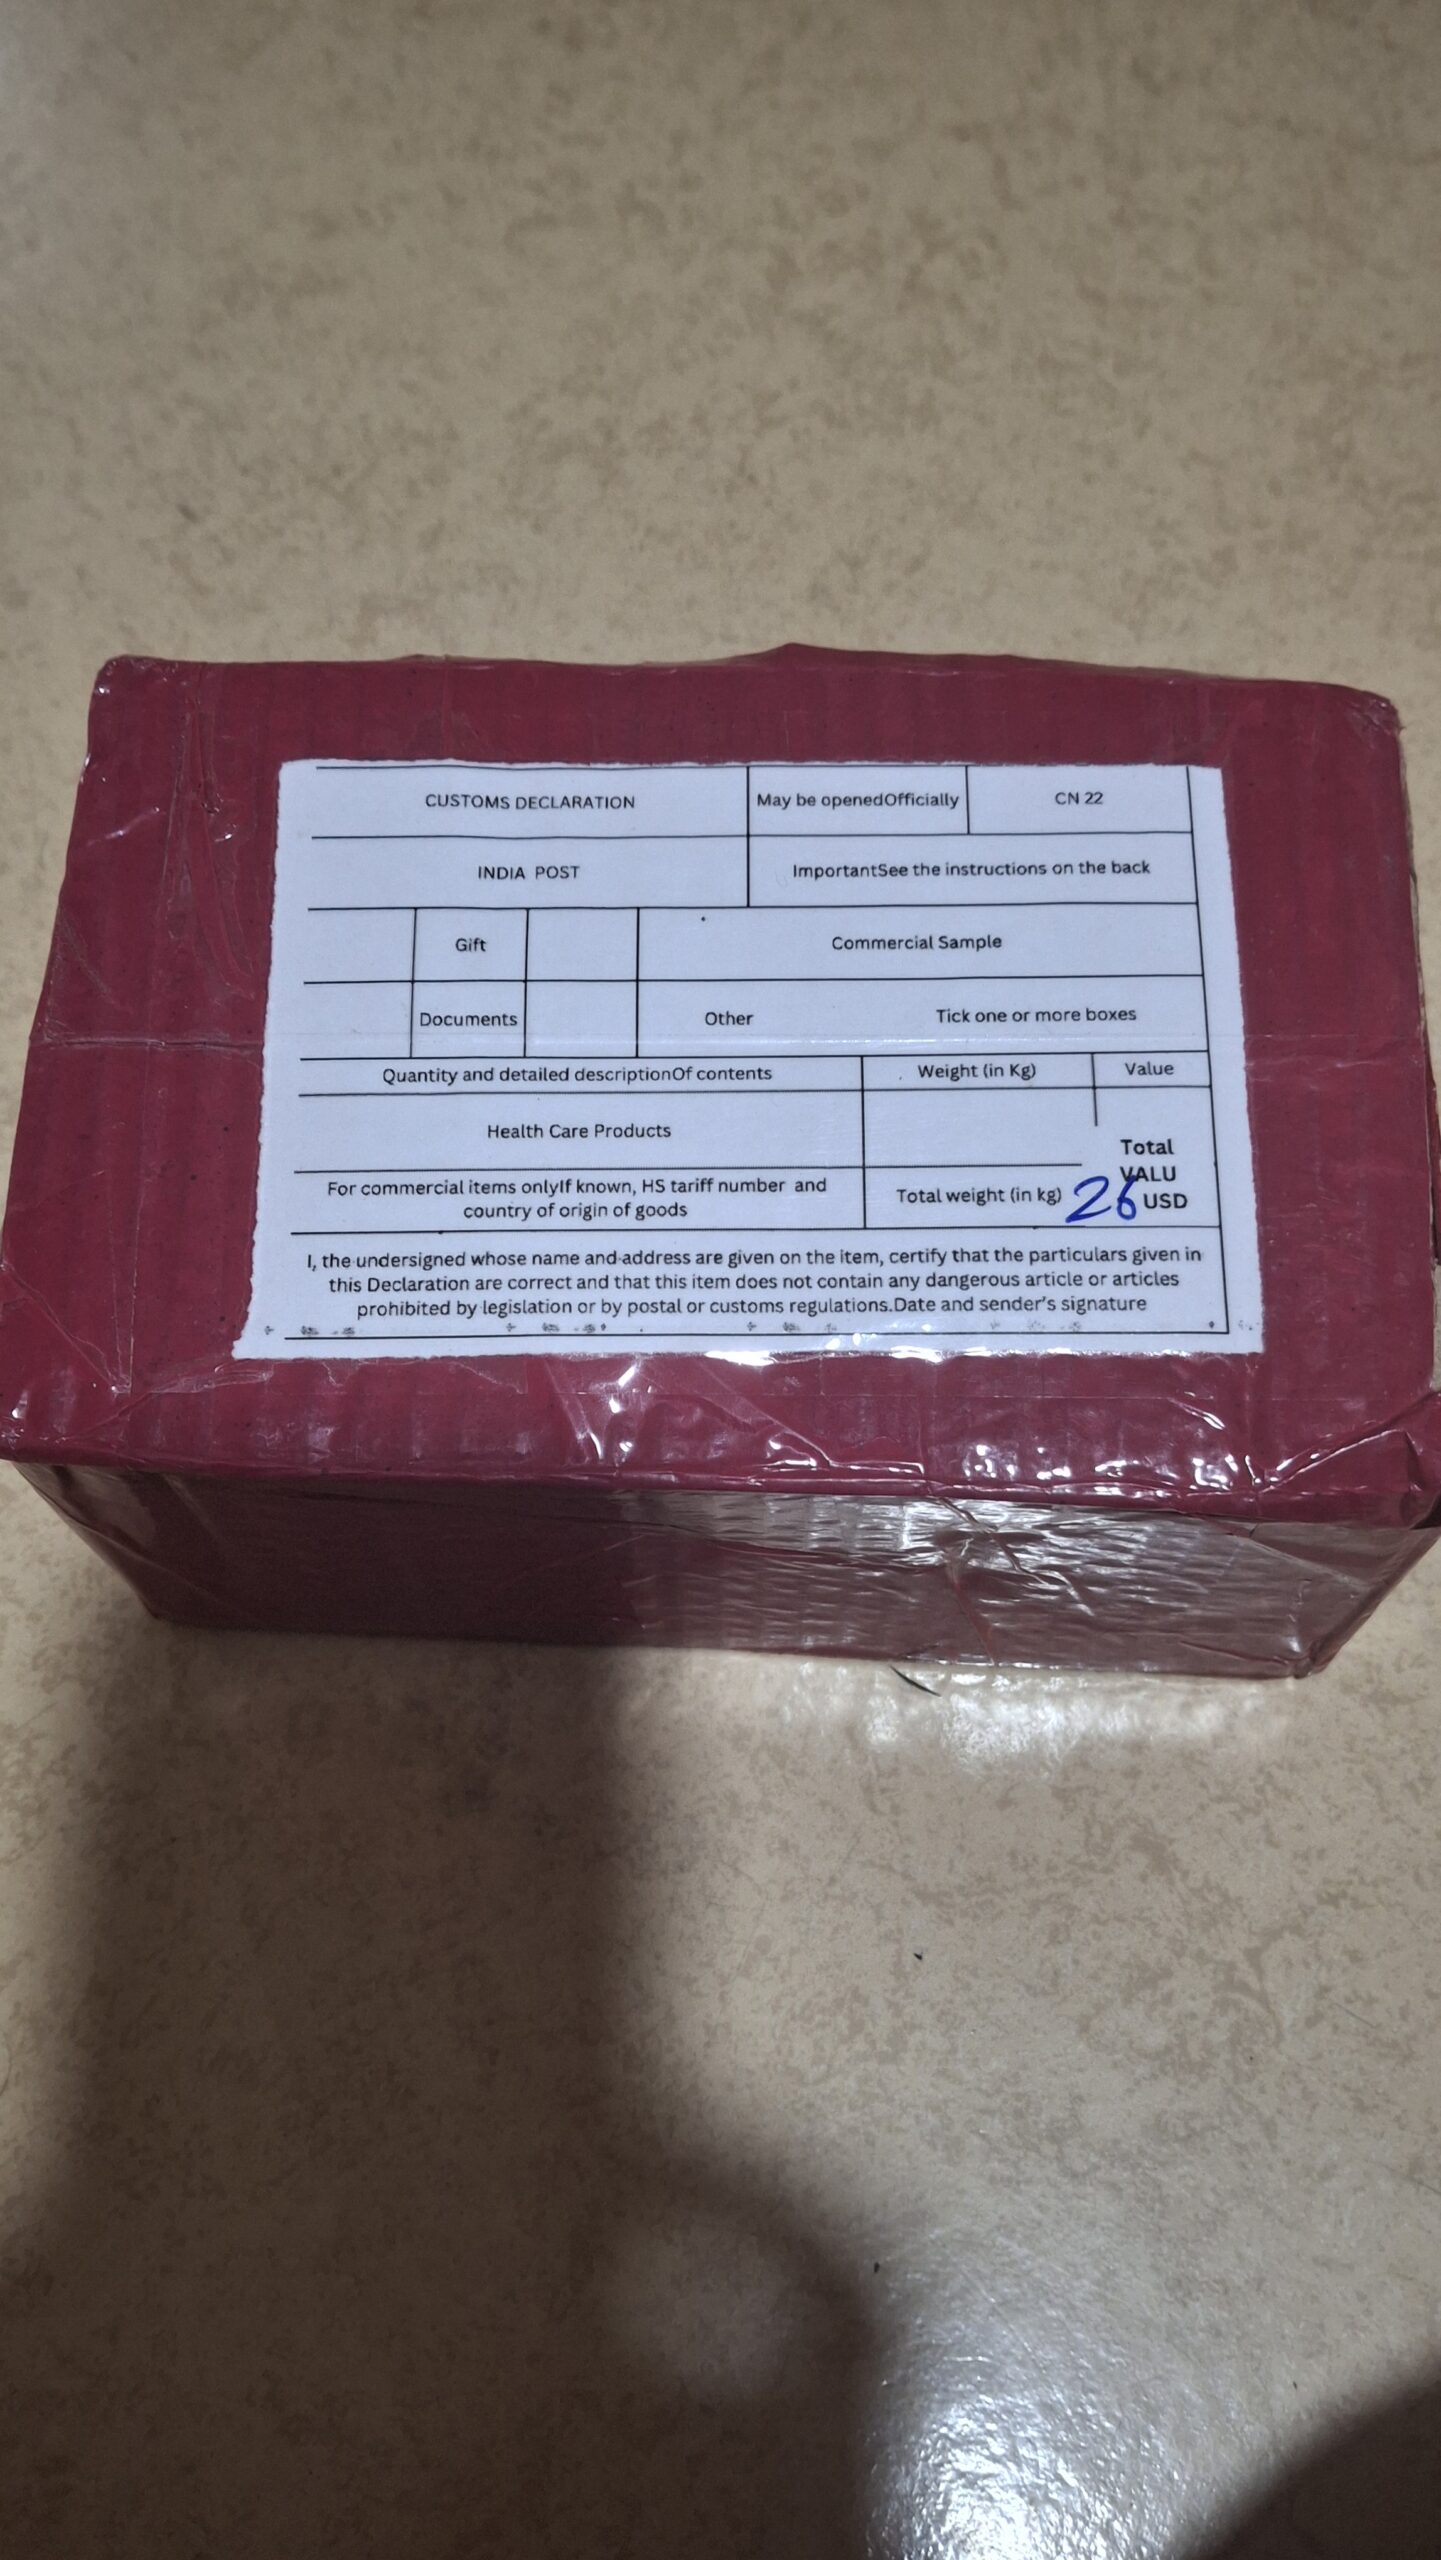 CUSTOMS DECLARATION
May be openedOfficially
CN 22
INDIA POST
ImportantSee the instructions on the back
Gift
Commercial Sample
Documents
Other
Tick one or more boxes
Quantity and detailed descriptionOf contents
Weight (in Kg)
Value
Health Care Products
For commercial items onlyIf known, HS tariff number and
country of origin of goods
Total weight (in kg)
Total
VALU
26 USD
I, the undersigned whose name and address are given on the item, certify that the particulars given in
this Declaration are correct and that this item does not contain any dangerous article or articles
prohibited by legislation or by postal or customs regulations.Date and sender's signature